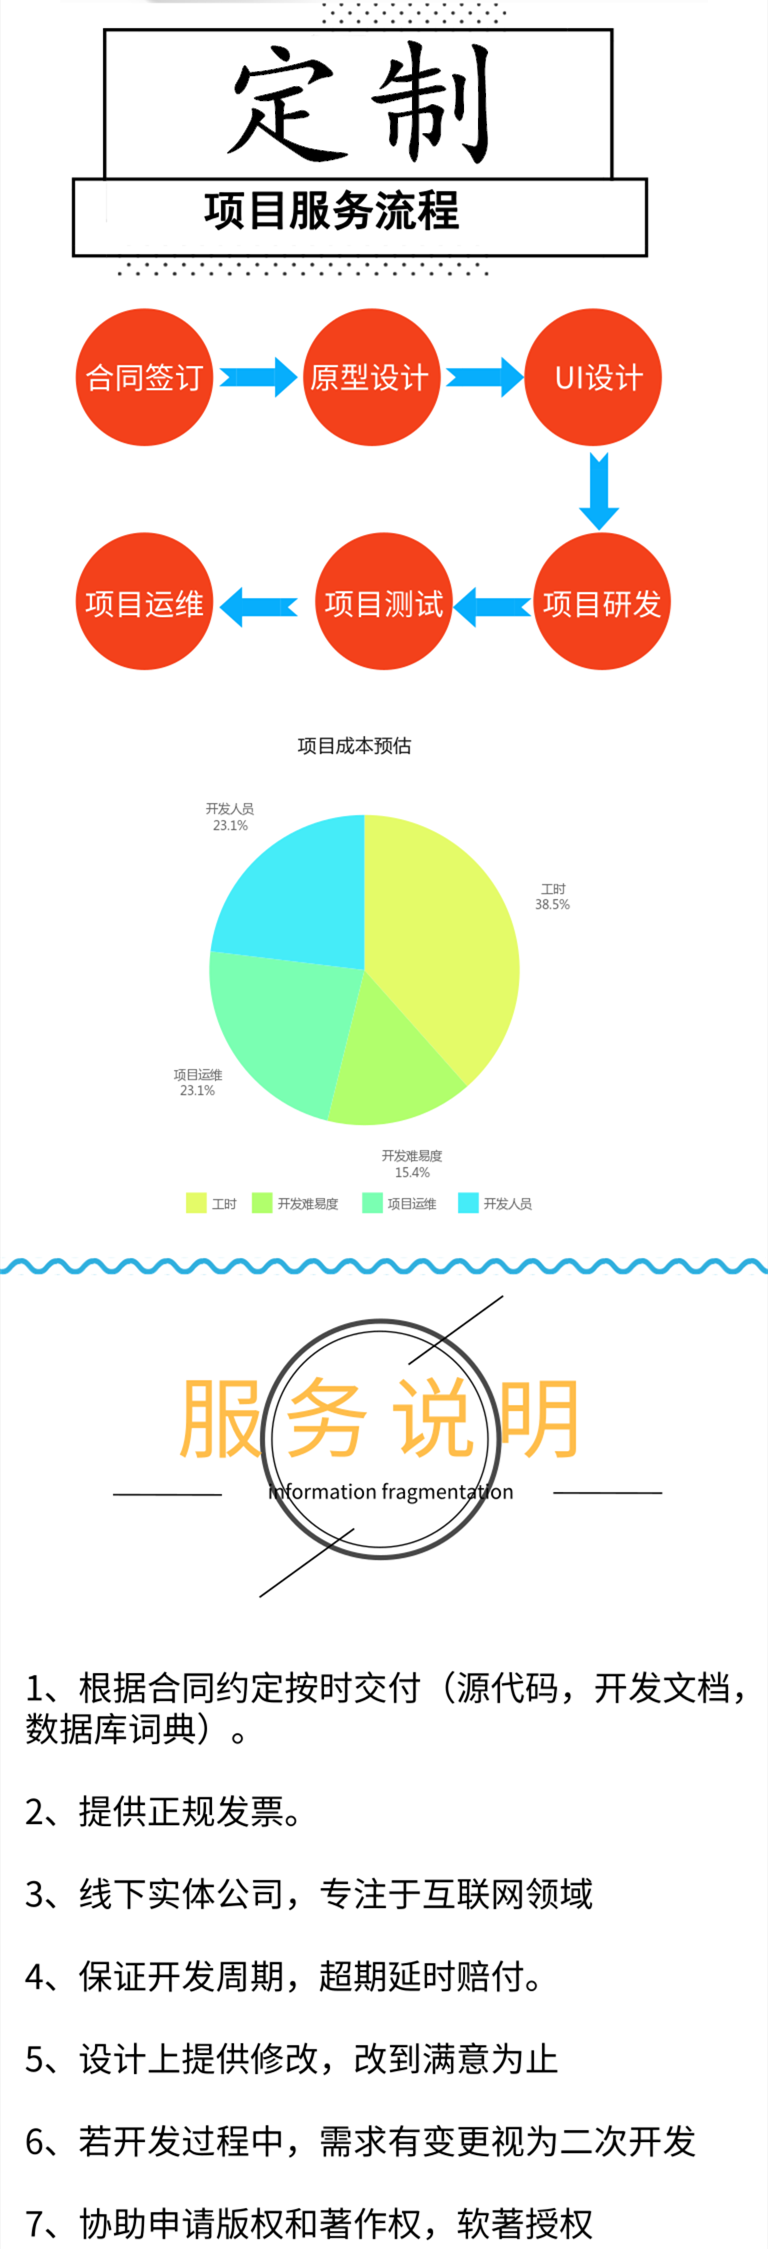 定制
项目服务流程
合同签订
原型设计
UI设计
项目运维
项目测试
项目研发
项目成本预估
开发人员
23.1%
工时
38.5%
项目运维
23.1%
开发难易度
15.4%
工时
开发难易度
项目运维
开发人员
服务说明
information fragmentation
1、根据合同约定按时交付（源代码，开发文档，
数据库词典）。
2、提供正规发票。
3、线下实体公司，专注于互联网领域
4、保证开发周期，超期延时赔付。
5、设计上提供修改，改到满意为止
6、若开发过程中，需求有变更视为二次开发
7、协助申请版权和著作权，软著授权